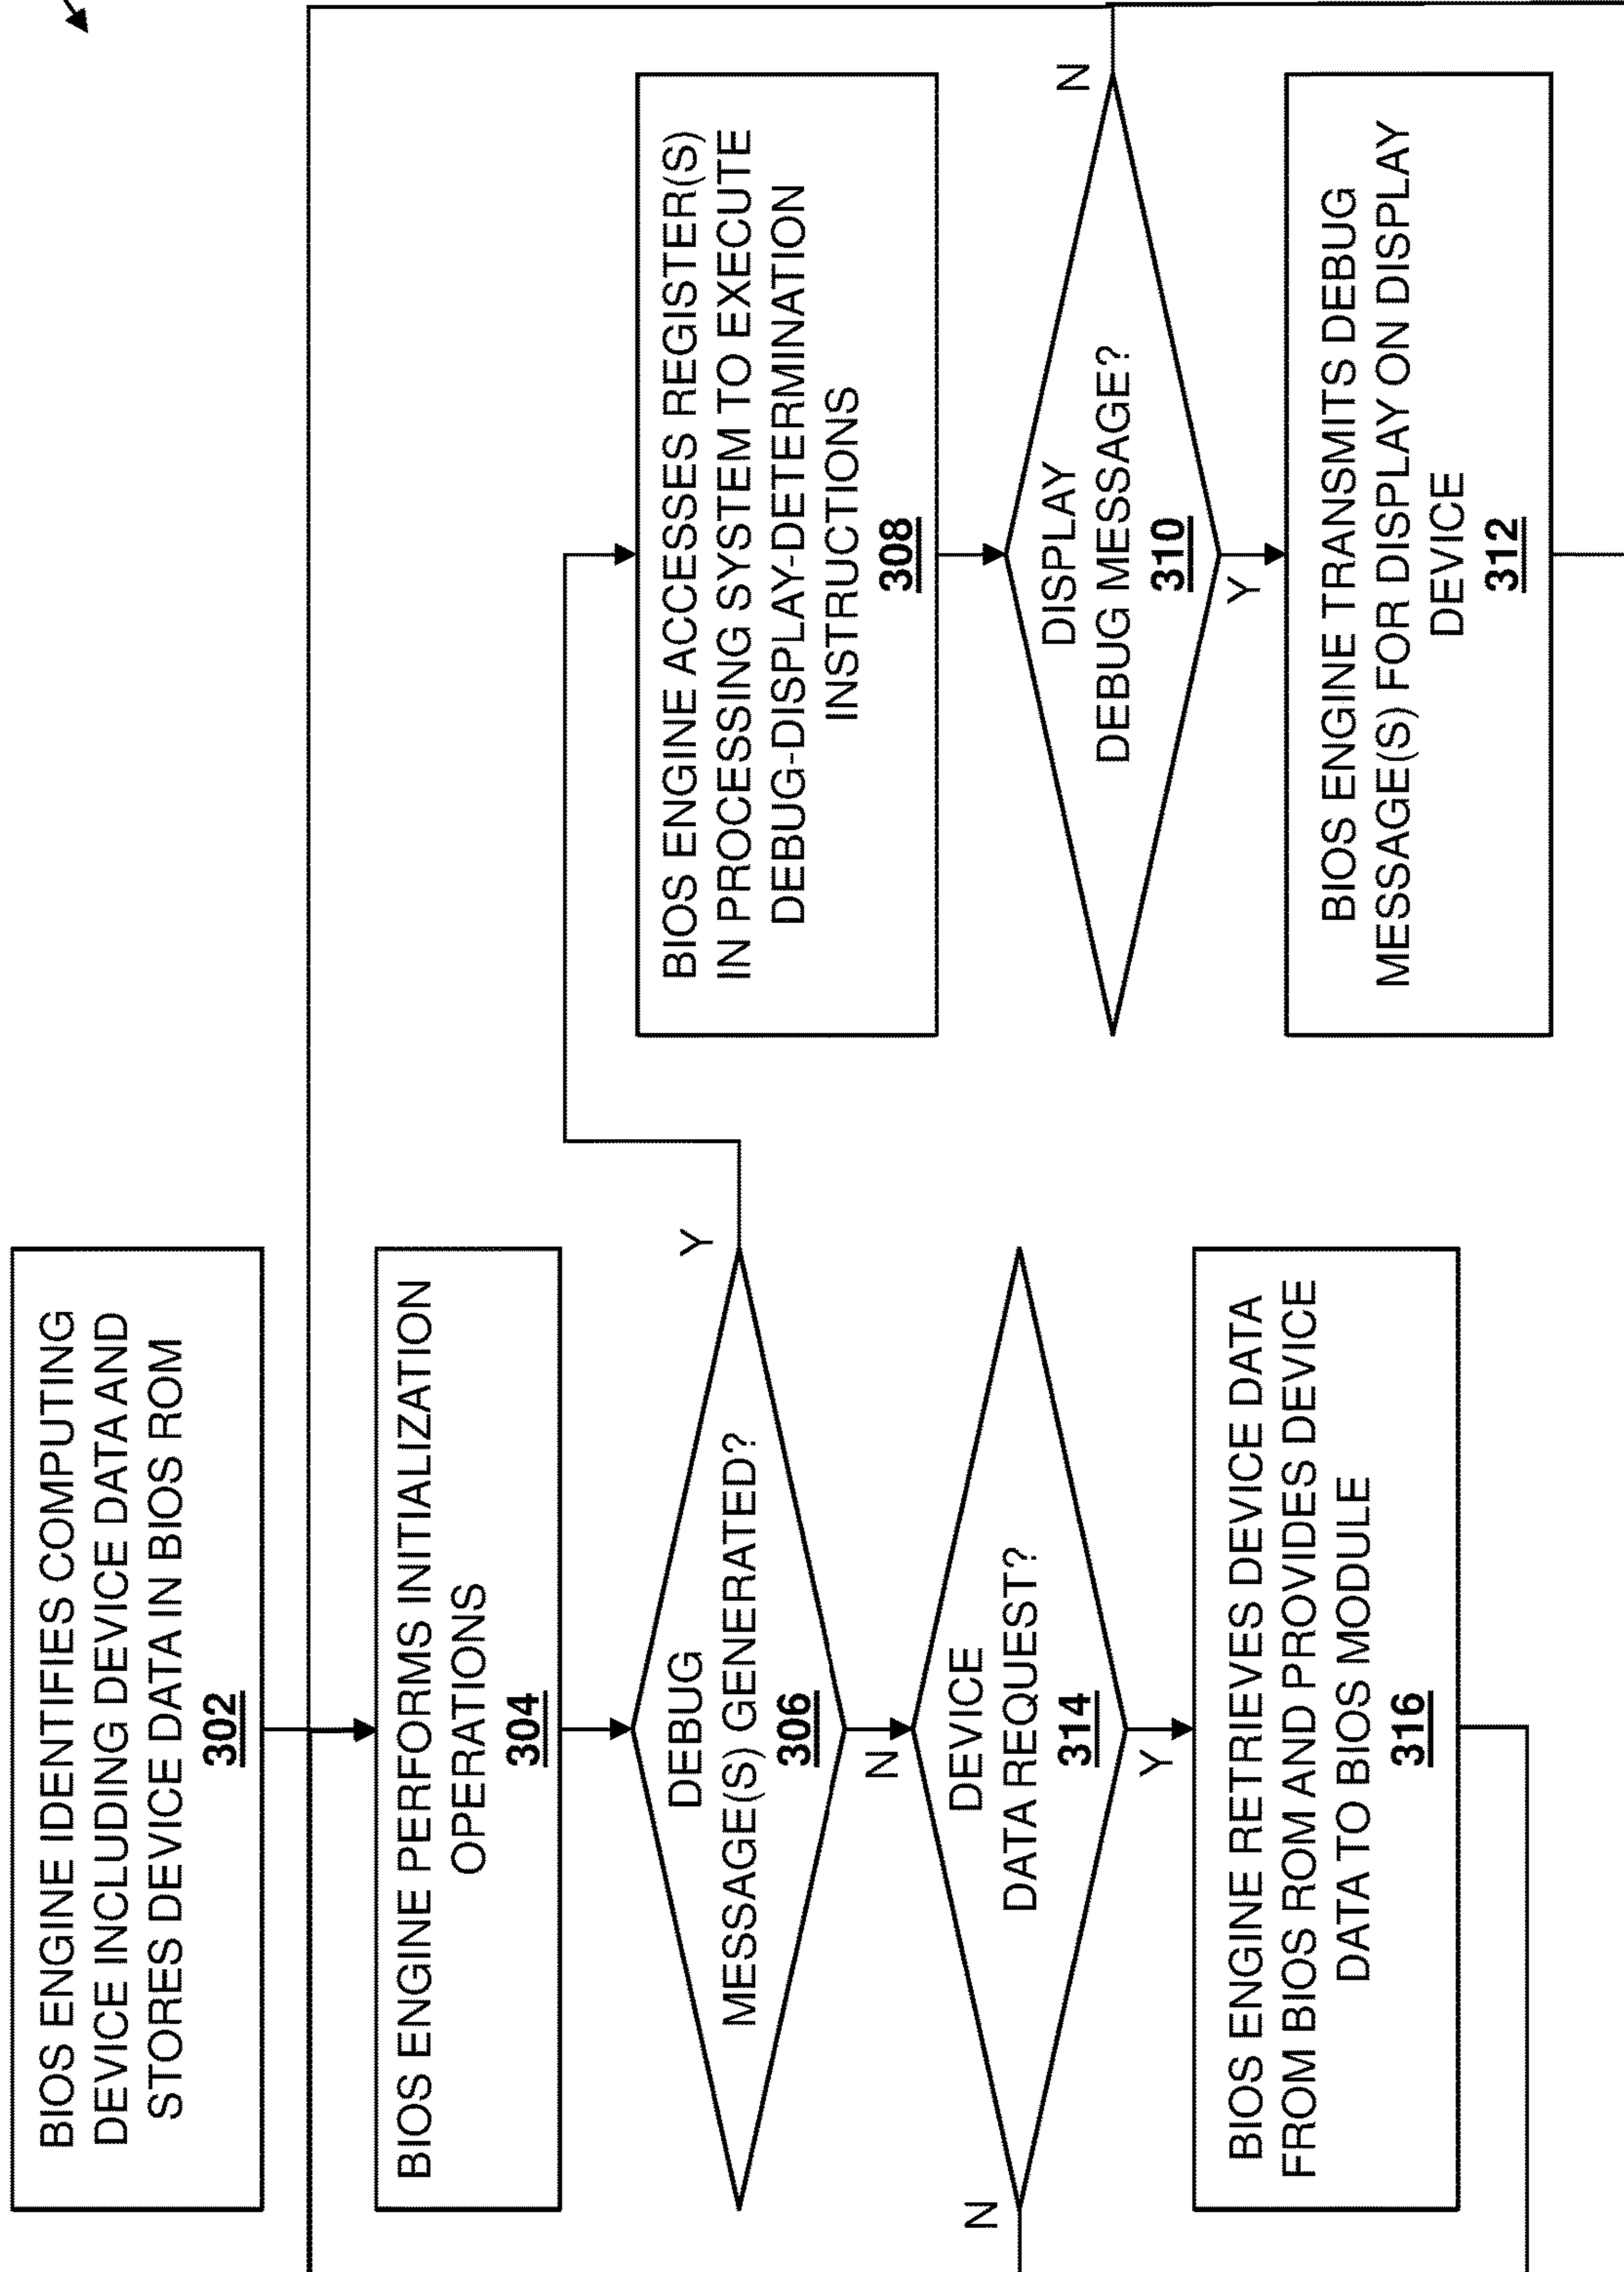 BIOS ENGINE IDENTIFIES COMPUTING
DEVICE INCLUDING DEVICE DATA AND
STORES DEVICE DATA IN BIOS ROM
302
BIOS ENGINE PERFORMS INITIALIZATION
OPERATIONS
304
DEBUG
MESSAGE(S) GENERATED?
306
Y
N
DEVICE
DATA REQUEST?
314
N
Y
BIOS ENGINE RETRIEVES DEVICE DATA
FROM BIOS ROM AND PROVIDES DEVICE
DATA TO BIOS MODULE
316
BIOS ENGINE ACCESSES REGISTER(S)
IN PROCESSING SYSTEM TO EXECUTE
DEBUG-DISPLAY-DETERMINATION
INSTRUCTIONS
308
DISPLAY
DEBUG MESSAGE?
310
N
Y
BIOS ENGINE TRANSMITS DEBUG
MESSAGE(S) FOR DISPLAY ON DISPLAY
DEVICE
312